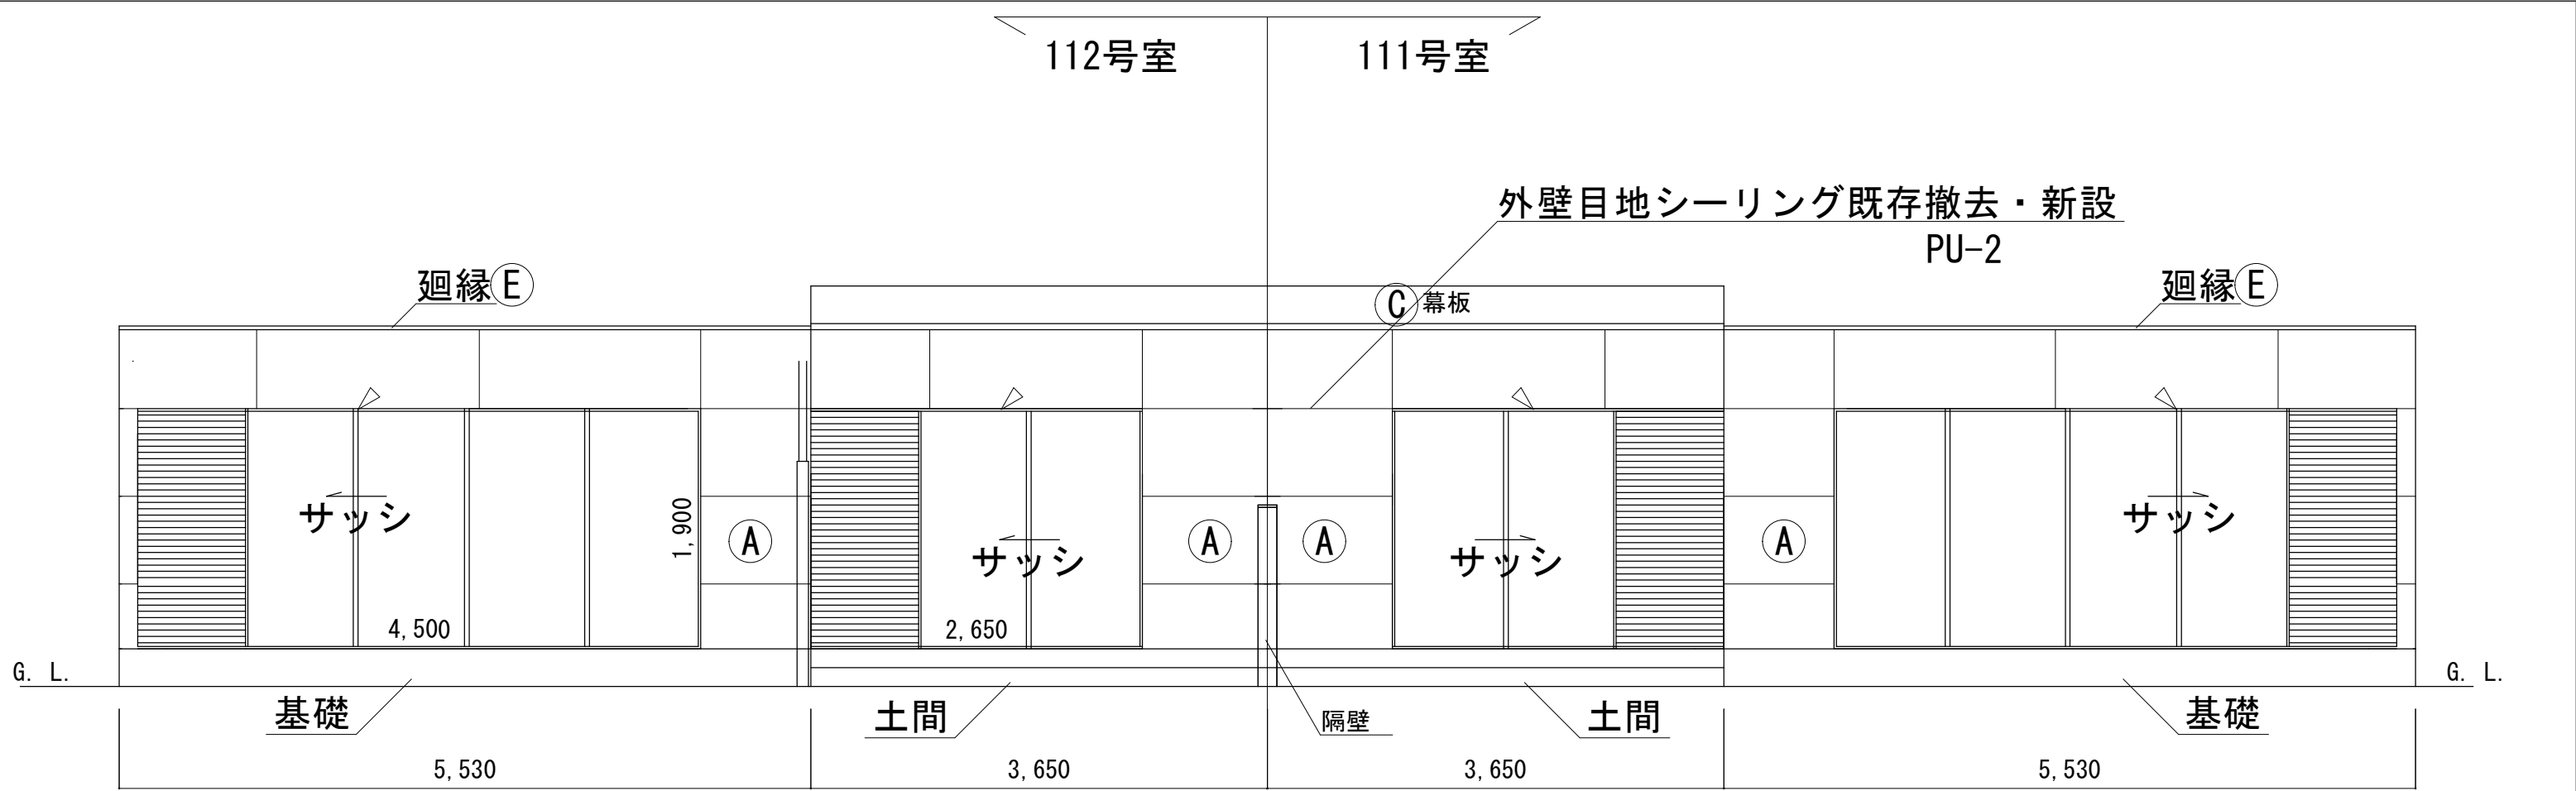 112号室
111号室
外壁目地シーリング既存撤去・新設
PU-2
廻縁Ⓔ
Ⓒ幕板
廻縁Ⓔ
サッシ
1,900
Ⓐ
サッシ
Ⓐ
Ⓐ
サッシ
Ⓐ
サッシ
4,500
2,650
G. L.
G. L.
基礎
土間
隔壁
土間
基礎
5,530
3,650
3,650
5,530